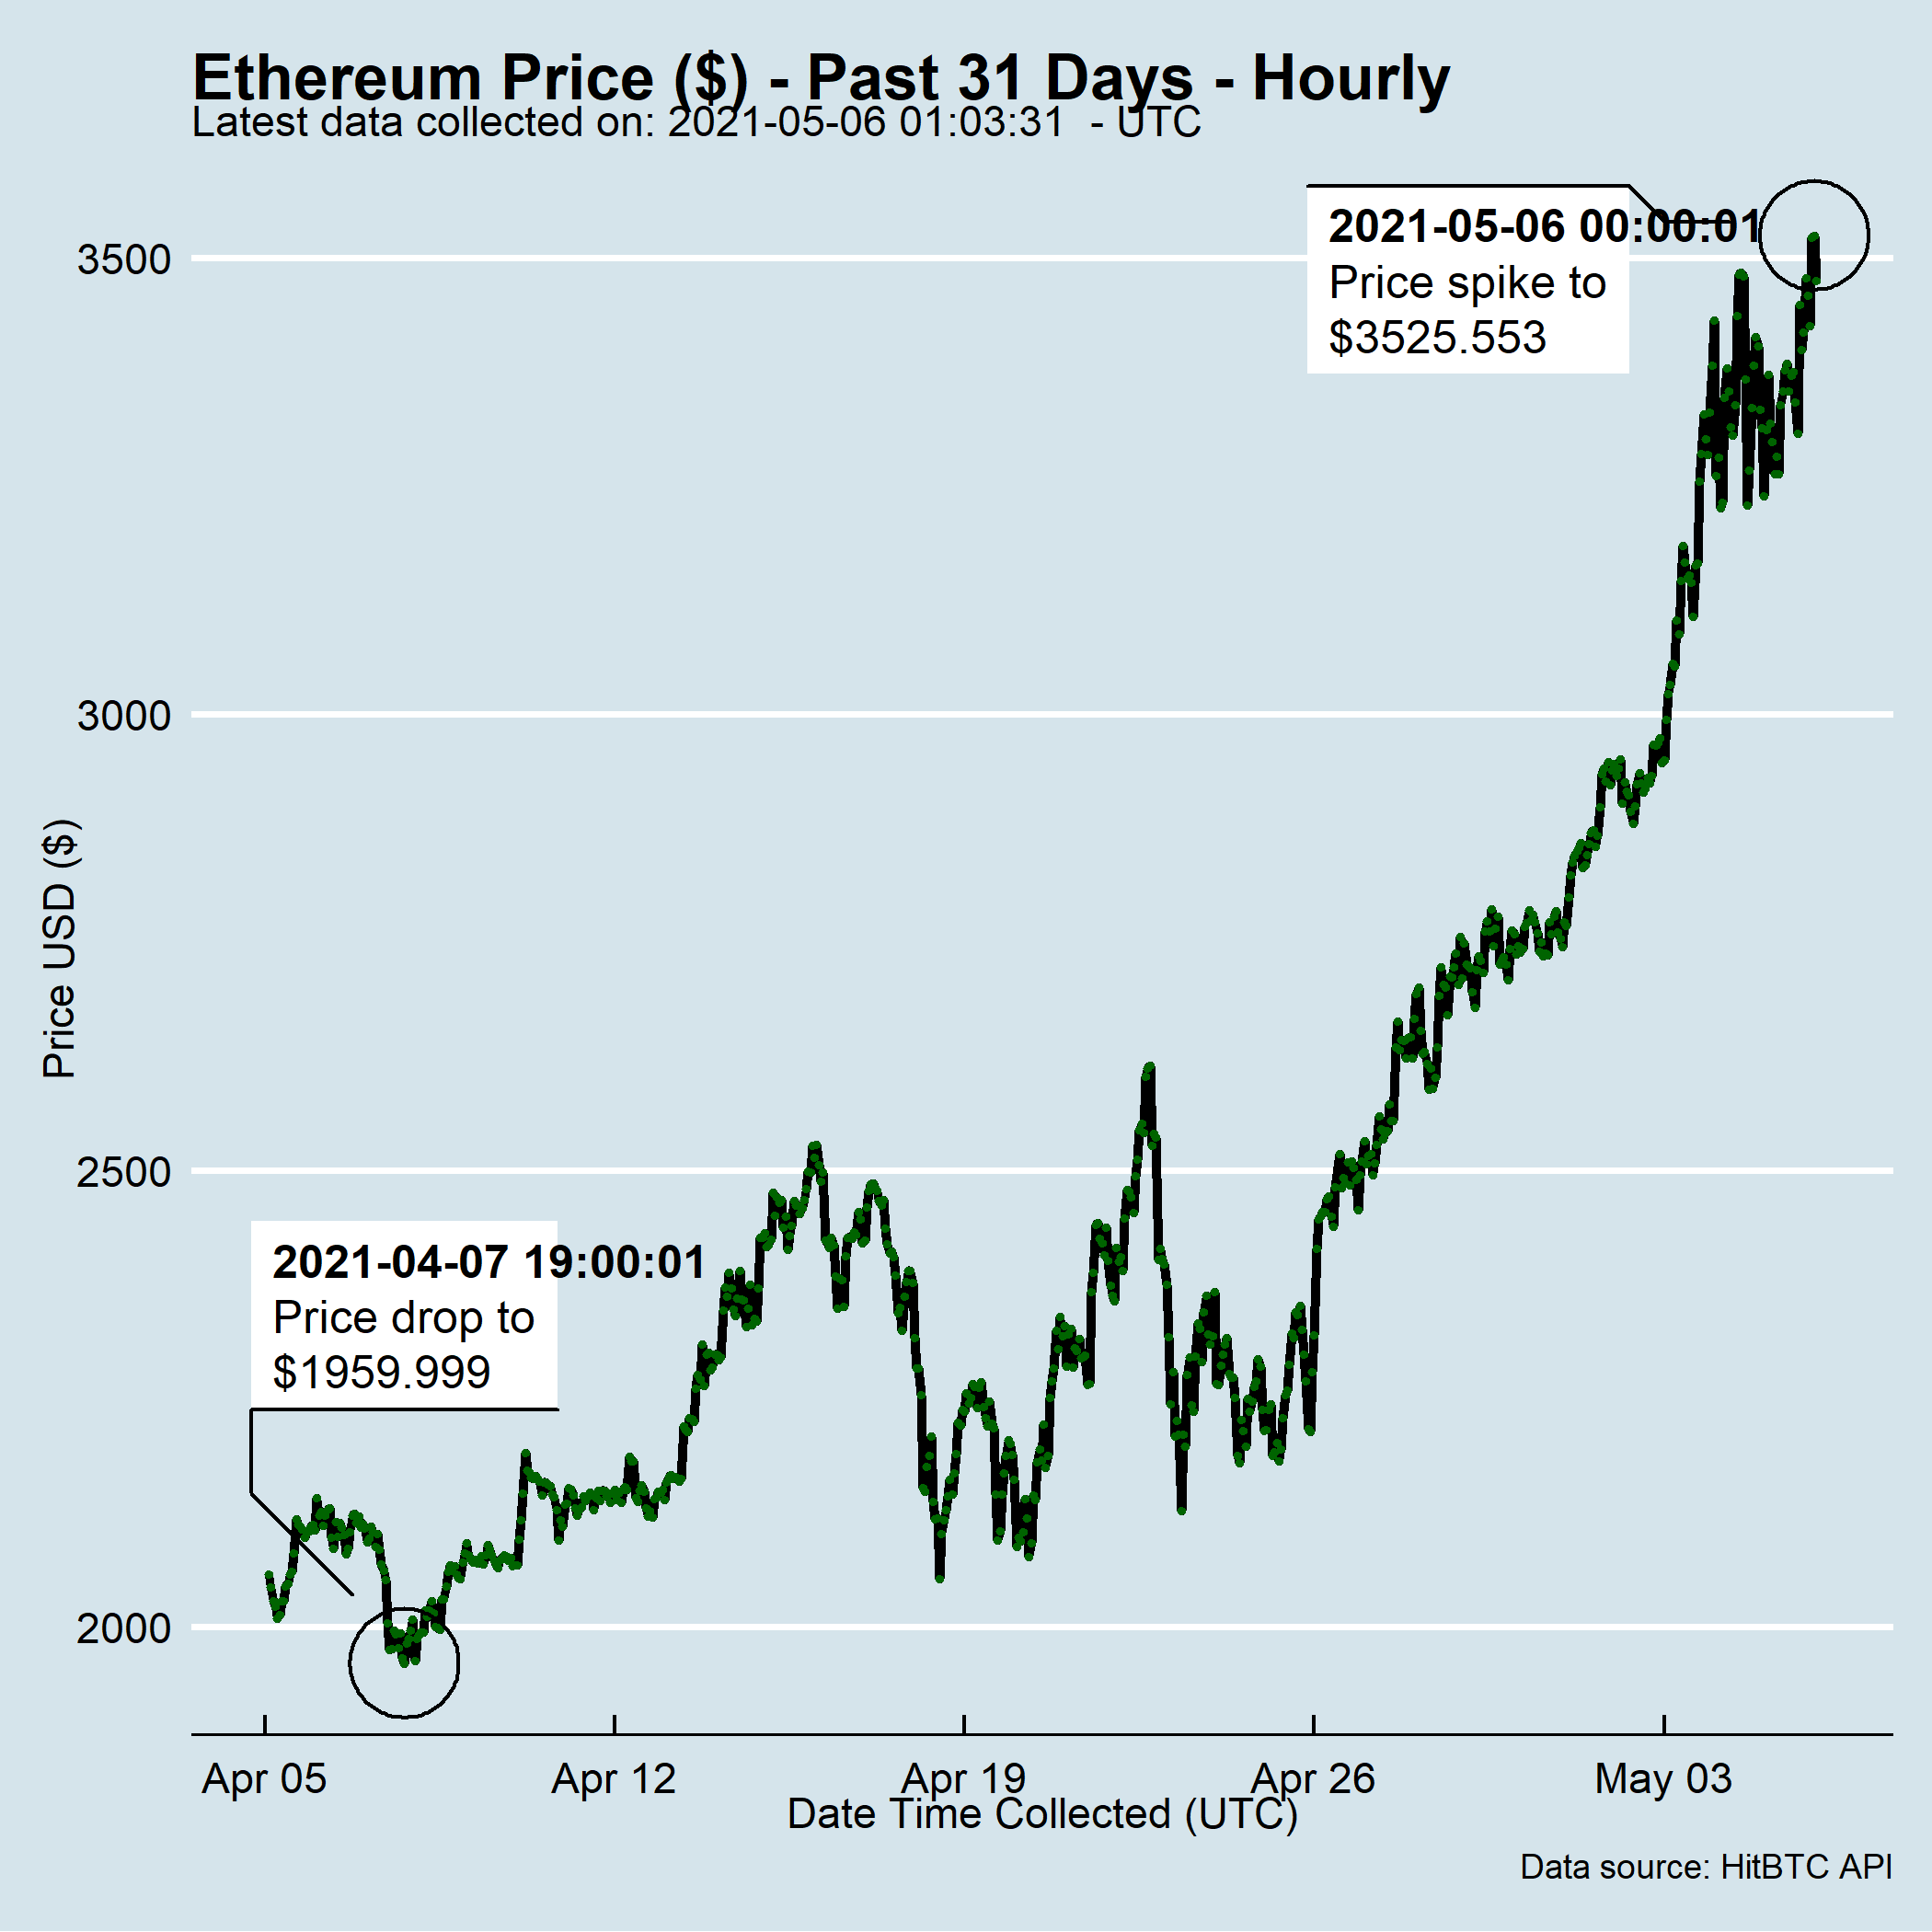 Ethereum Price ($) - Past 31 Days - Hourly
Latest data collected on: 2021-05-06 01:03:31  - UTC
2021-05-06 00:00:01
Price spike to
$3525.553
3500
3000
2500
2000
Price USD ($)
2021-04-07 19:00:01
Price drop to
$1959.999
Apr 05
Apr 12
Apr 19
Apr 26
May 03
Date Time Collected (UTC)
Data source: HitBTC API